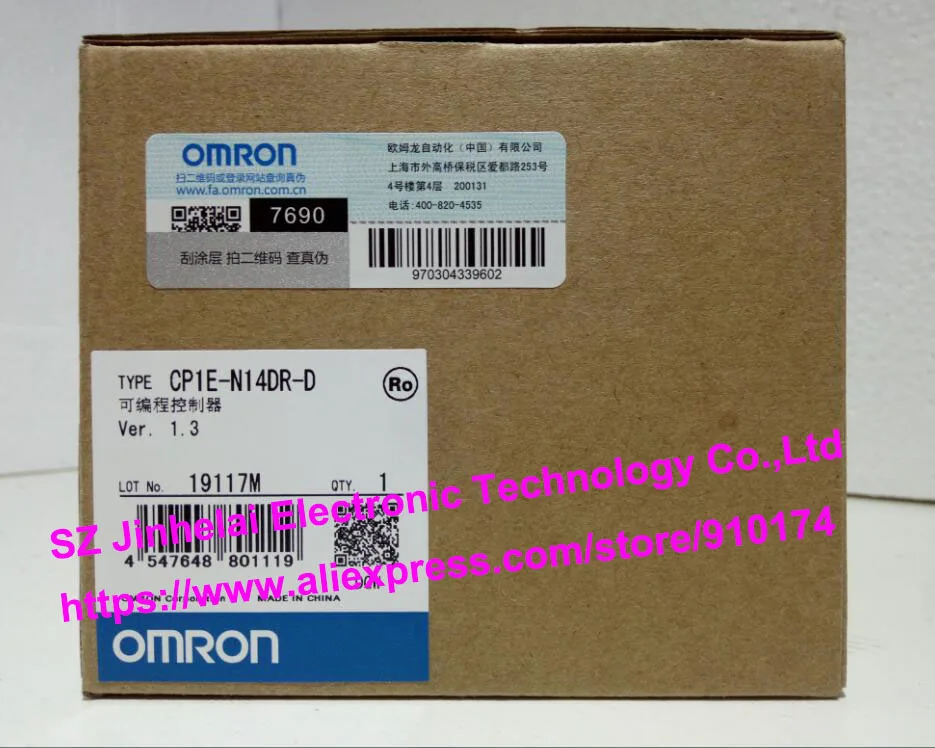 OMRON
扫二维码或登录网站查询真伪
www.fa.omron.com.cn
7690
刮涂层 拍二维码 查真伪
欧姆龙自动化（中国）有限公司
上海市外高桥保税区爱都路253号
4号楼第4层 200131
电话:400-820-4535
970304339602
TYPE CP1E-N14DR-D
Ro
可编程控制器
Ver. 1.3
LOT No. 19117M QTY. 1
SZ Jinhelai Electronic Technology Co.,Ltd
4 547648 801119
https://www.aliexpress.com/store/910174
OMRON Corporation MADE IN CHINA
OMRON